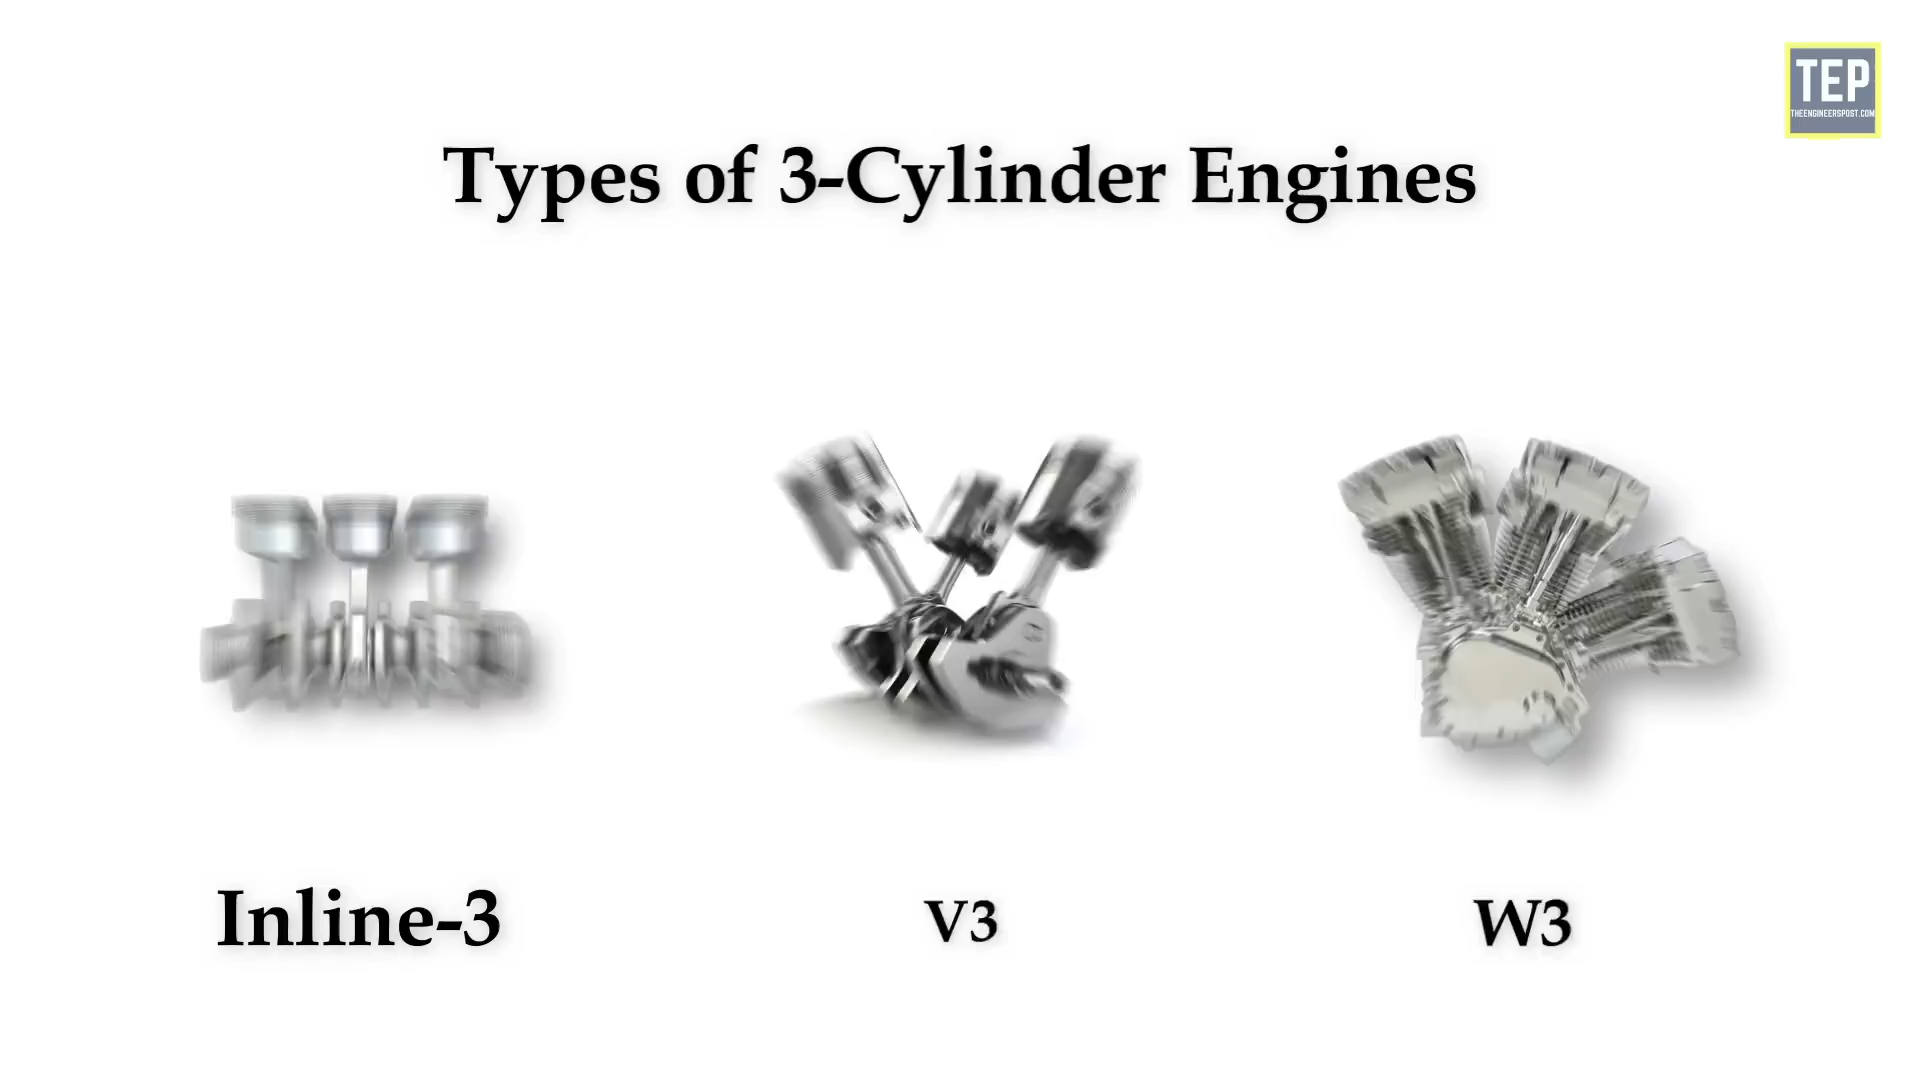 TEP
THEENGINEERSPOST.COM
Types of 3-Cylinder Engines
Inline-3
V3
W3